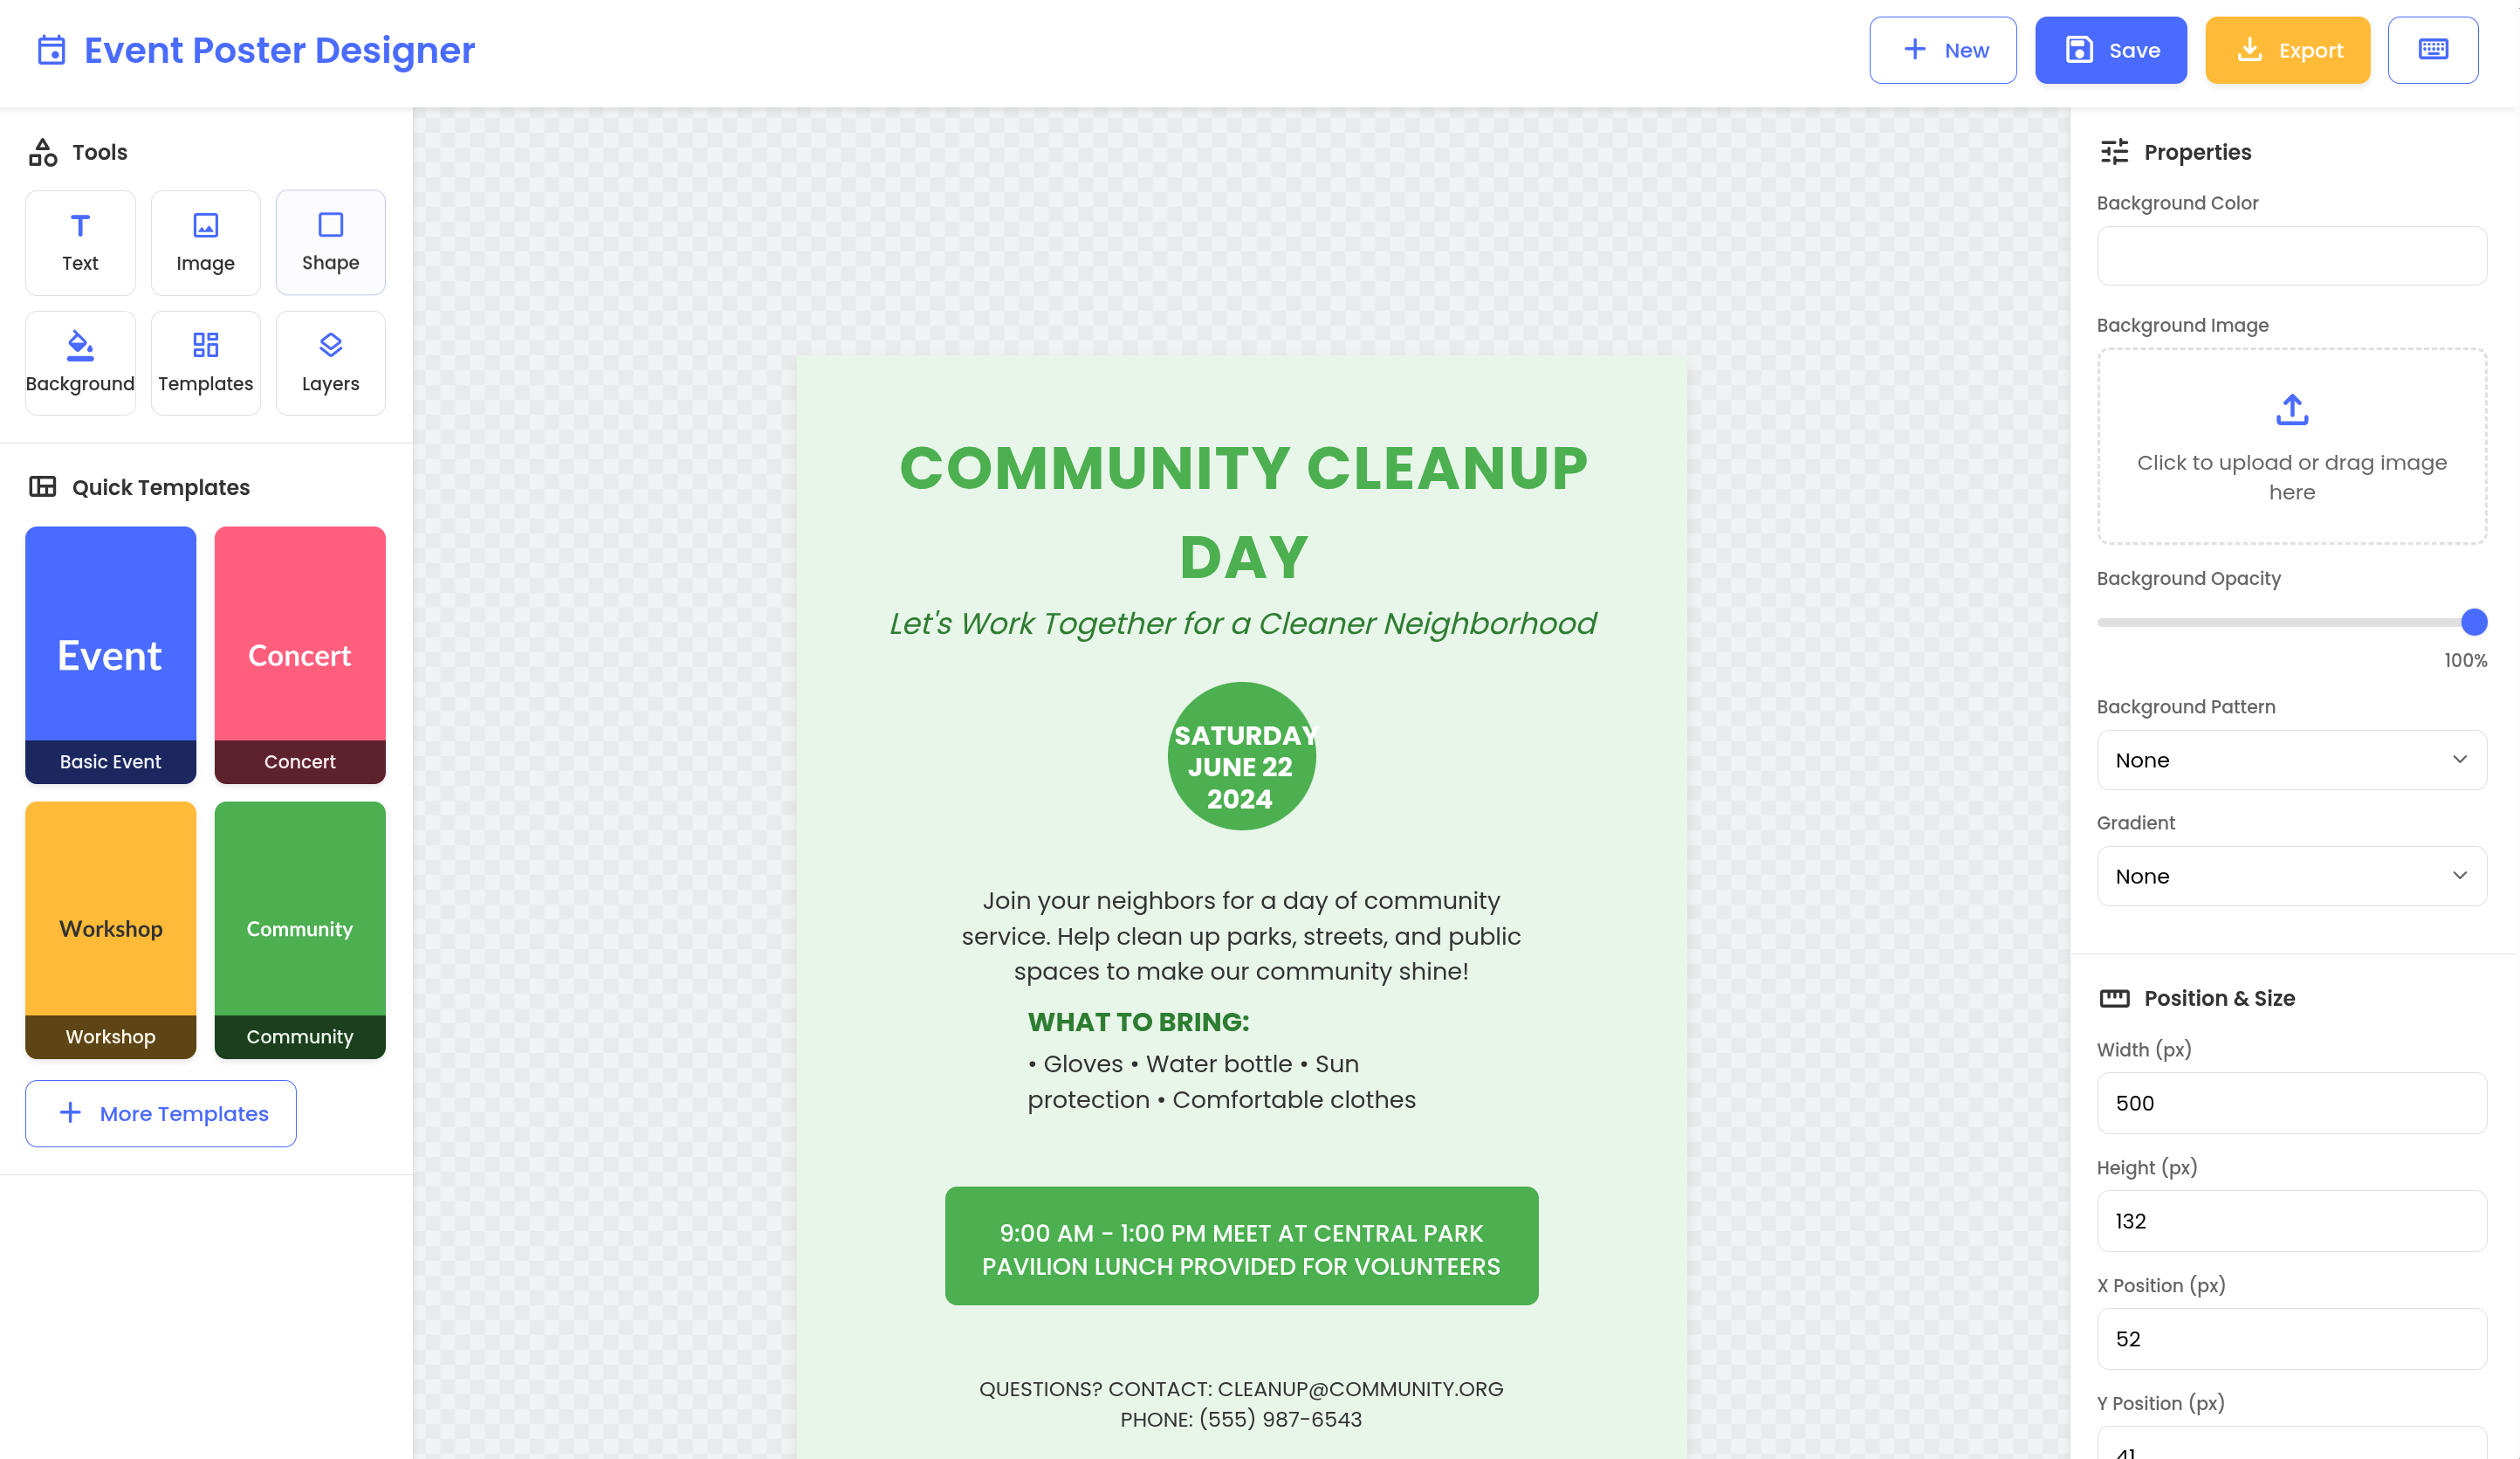 Event Poster Designer
New
Save
Export
Tools
Text
Image
Shape
Background
Templates
Layers
Quick Templates
Event
Basic Event
Concert
Concert
Workshop
Workshop
Community
Community
More Templates
COMMUNITY CLEANUP
DAY
Let's Work Together for a Cleaner Neighborhood
SATURDAY
JUNE 22
2024
Join your neighbors for a day of community
service. Help clean up parks, streets, and public
spaces to make our community shine!
WHAT TO BRING:
• Gloves • Water bottle • Sun
protection • Comfortable clothes
9:00 AM - 1:00 PM MEET AT CENTRAL PARK
PAVILION LUNCH PROVIDED FOR VOLUNTEERS
QUESTIONS? CONTACT: CLEANUP@COMMUNITY.ORG
PHONE: (555) 987-6543
Properties
Background Color
Background Image
Click to upload or drag image
here
Background Opacity
100%
Background Pattern
None
Gradient
None
Position & Size
Width (px)
500
Height (px)
132
X Position (px)
52
Y Position (px)
41